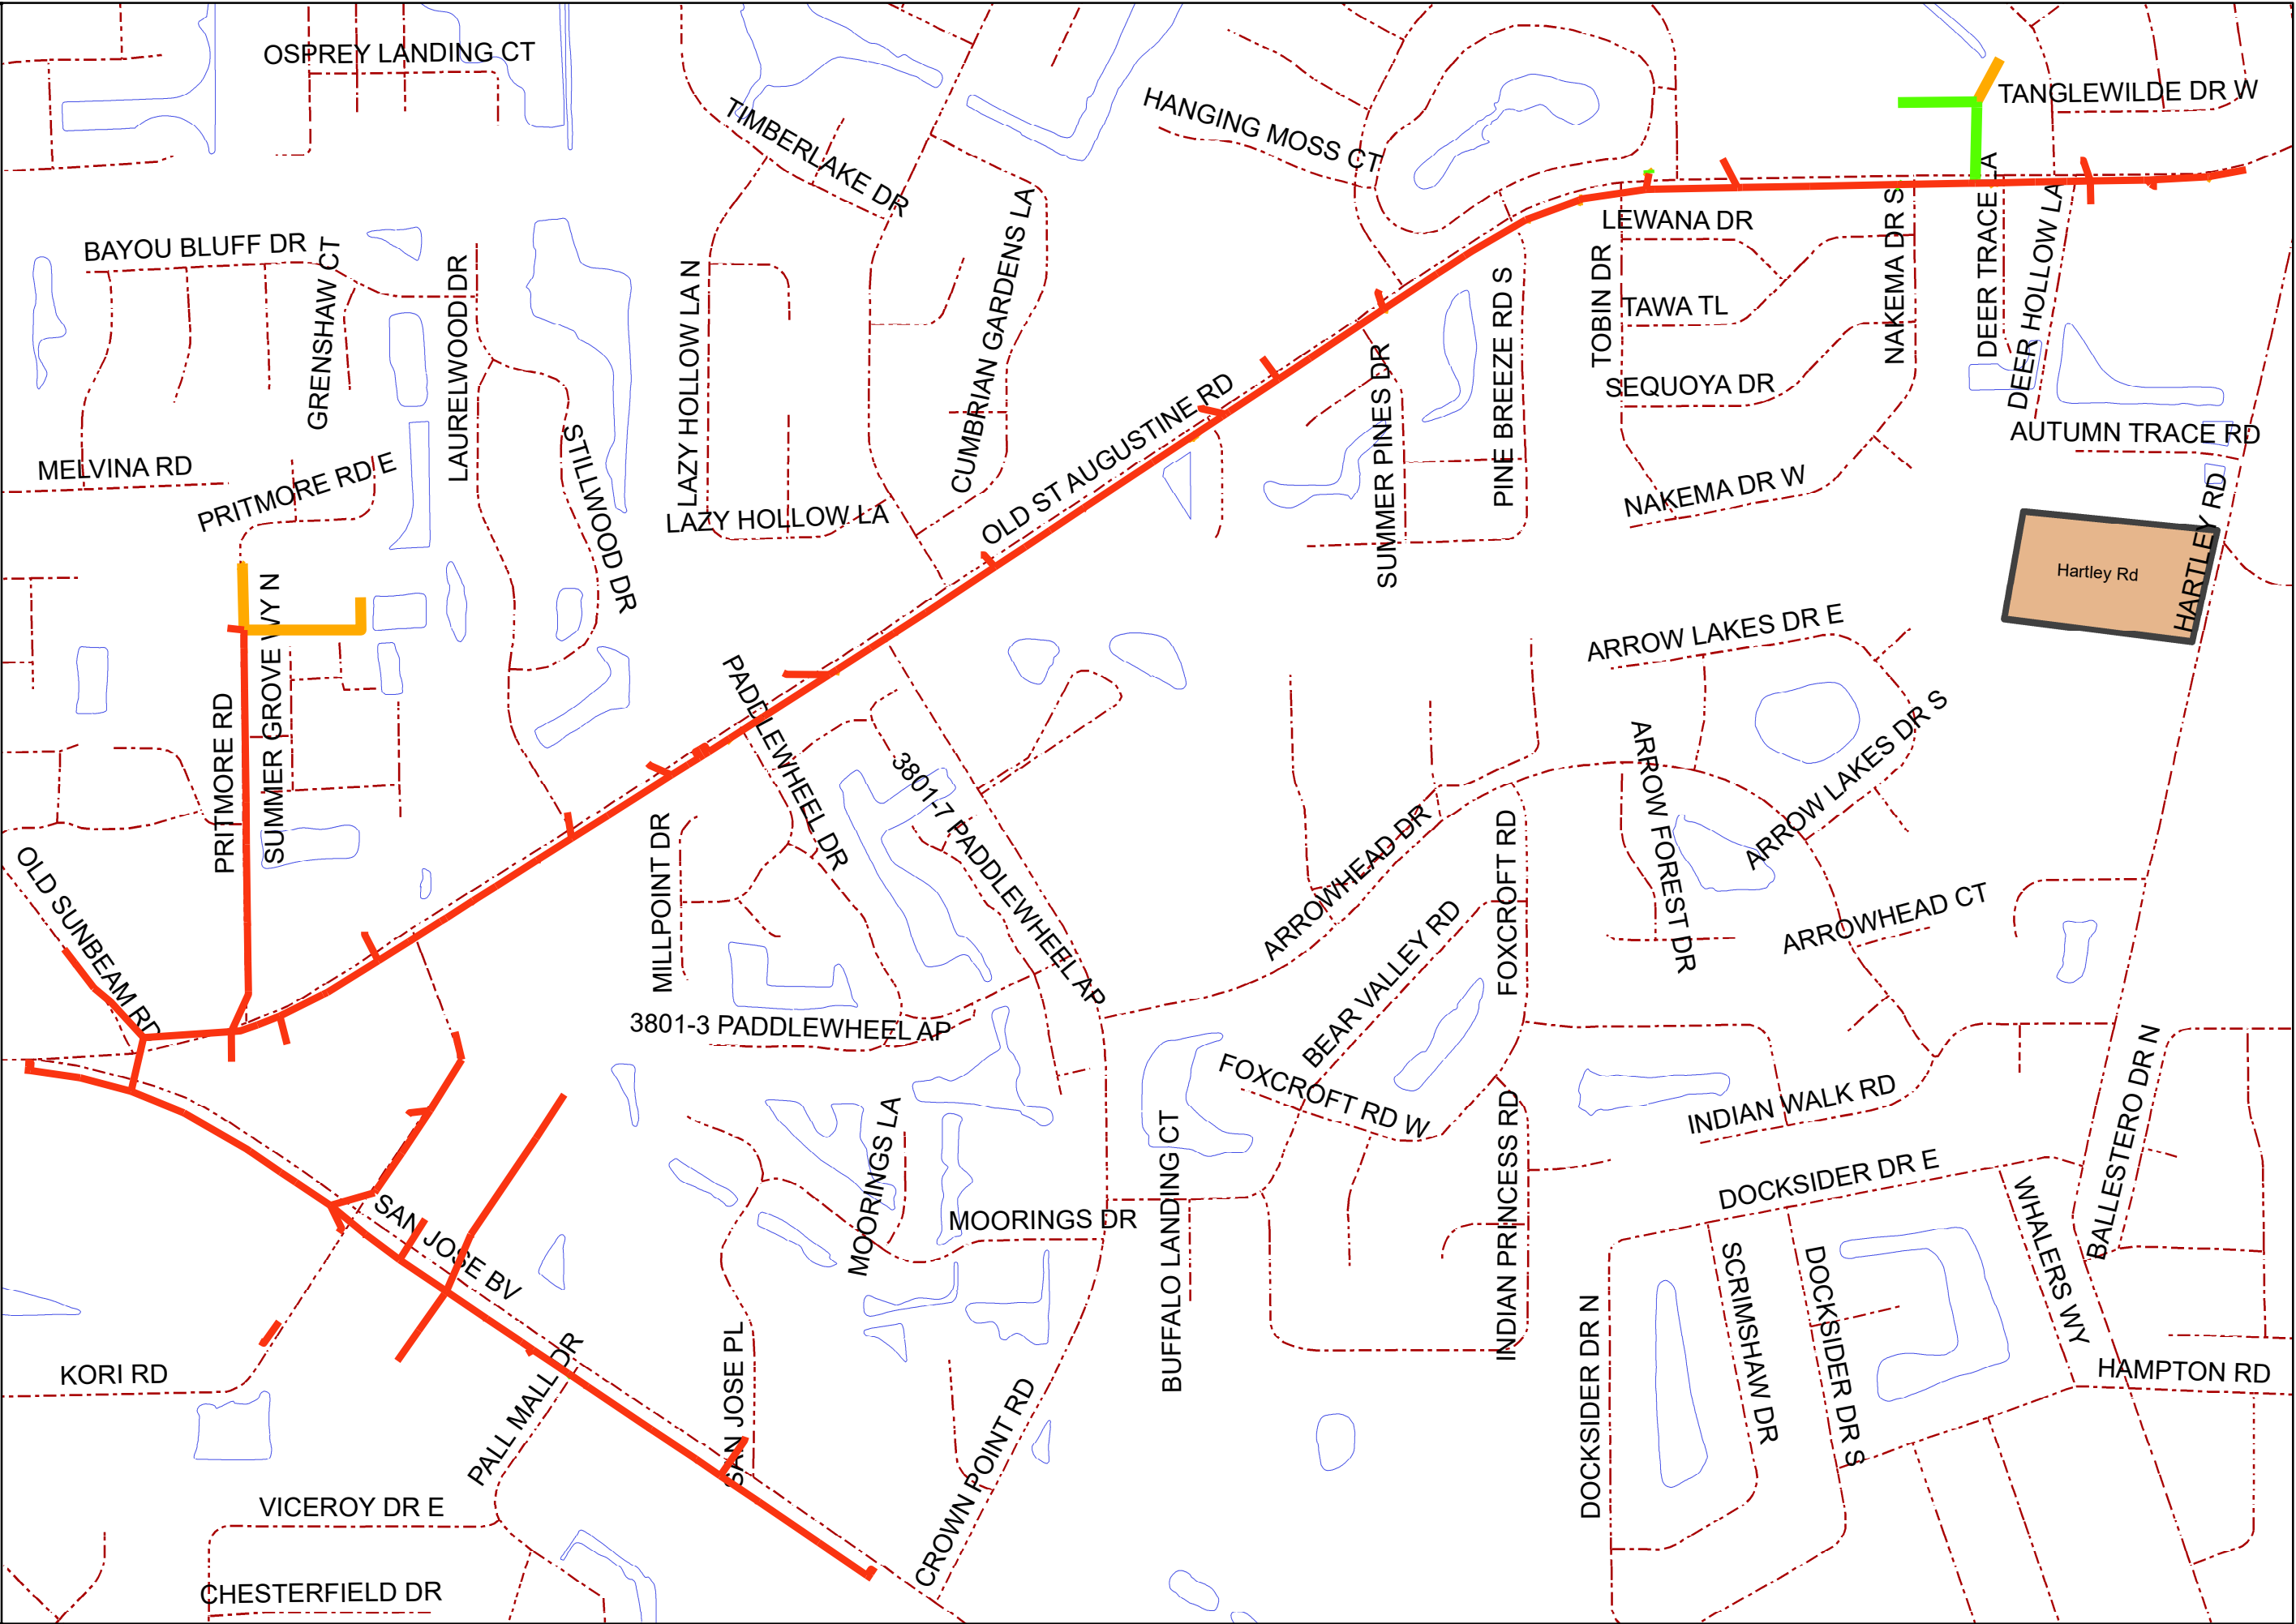 OSPREY LANDING CT
TANGLEWILDE DR W
TIMBERLAKE DR
HANGING MOSS CT
LEWANA DR
BAYOU BLUFF DR
GRENSHAW CT
LAURELWOOD DR
LAZY HOLLOW LA N
CUMBRIAN GARDENS LA
PINE BREEZE RD S
TOBIN DR
TAWA TL
NAKEMA DR S
DEER TRACE LA
DEER HOLLOW LA
SEQUOYA DR
SUMMER PINES DR
OLD ST AUGUSTINE RD
AUTUMN TRACE RD
MELVINA RD
PRITMORE RD E
STILLWOOD DR
LAZY HOLLOW LA
NAKEMA DR W
HARTLEY RD
Hartley Rd
SUMMER GROVE WY N
PRITMORE RD
ARROW LAKES DR E
PADDLEWHEEL DR
3801-7 PADDLEWHEEL AP
ARROW FOREST DR
ARROW LAKES DR S
OLD SUNBEAM RD
MILLPOINT DR
ARROWHEAD DR
FOXCROFT RD
BEAR VALLEY RD
ARROWHEAD CT
3801-3 PADDLEWHEEL AP
FOXCROFT RD W
INDIAN WALK RD
BALLESTERO DR N
MOORINGS LA
MOORINGS DR
BUFFALO LANDING CT
INDIAN PRINCESS RD
DOCKSIDER DR E
SAN JOSE BV
WHALERS WY
SCRIMSHAW DR
DOCKSIDER DR S
DOCKSIDER DR N
KORI RD
PALL MALL DR
SAN JOSE PL
CROWN POINT RD
HAMPTON RD
VICEROY DR E
CHESTERFIELD DR